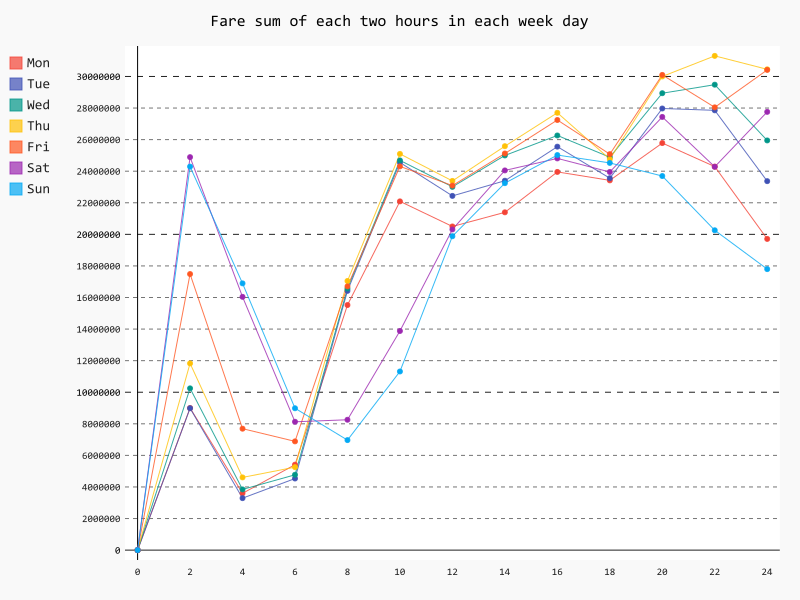 Fare sum of each two hours in each week day
Mon
Tue
Wed
Thu
Fri
Sat
Sun
30000000
28000000
26000000
24000000
22000000
20000000
18000000
16000000
14000000
12000000
10000000
8000000
6000000
4000000
2000000
0
0 2 4 6 8 10 12 14 16 18 20 22 24